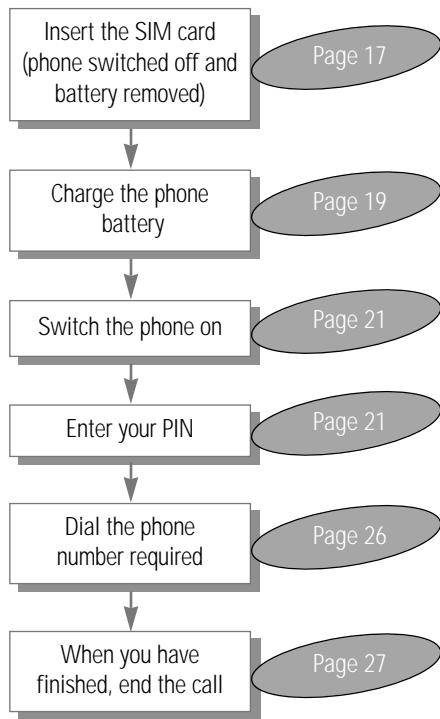 Insert the SIM card
(phone switched off and
battery removed)
Page 17
Charge the phone
battery
Page 19
Switch the phone on
Page 21
Enter your PIN
Page 21
Dial the phone
number required
Page 26
When you have
finished, end the call
Page 27